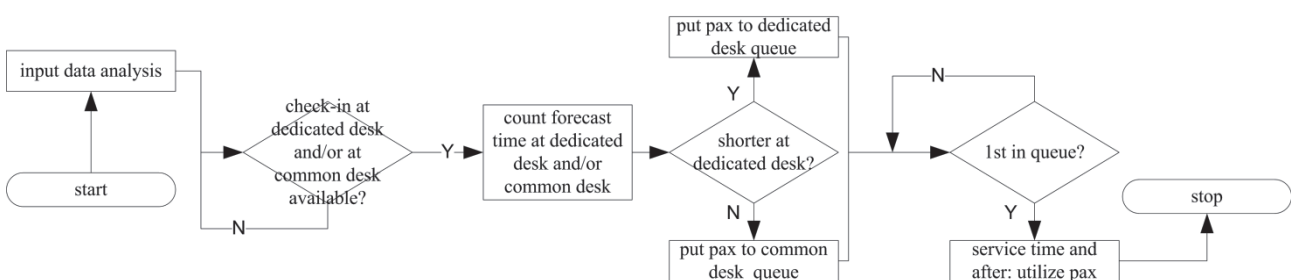 start
input data analysis
check-in at
dedicated desk
and/or at
common desk
available?
N
Y
count forecast
time at dedicated
desk and/or
common desk
shorter at
dedicated desk?
Y
put pax to dedicated
desk queue
N
put pax to common
desk queue
1st in queue?
N
Y
service time and
after: utilize pax
stop